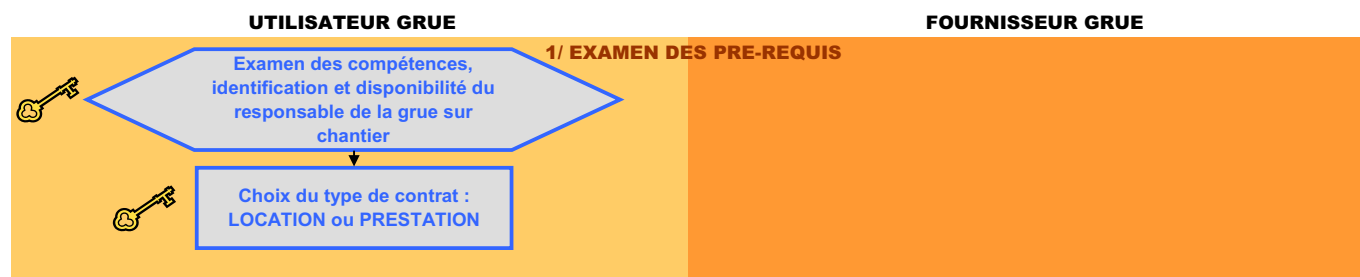 UTILISATEUR GRUE
FOURNISSEUR GRUE
1/ EXAMEN DES PRE-REQUIS
Examen des compétences,
identification et disponibilité du
responsable de la grue sur
chantier
Choix du type de contrat :
LOCATION ou PRESTATION